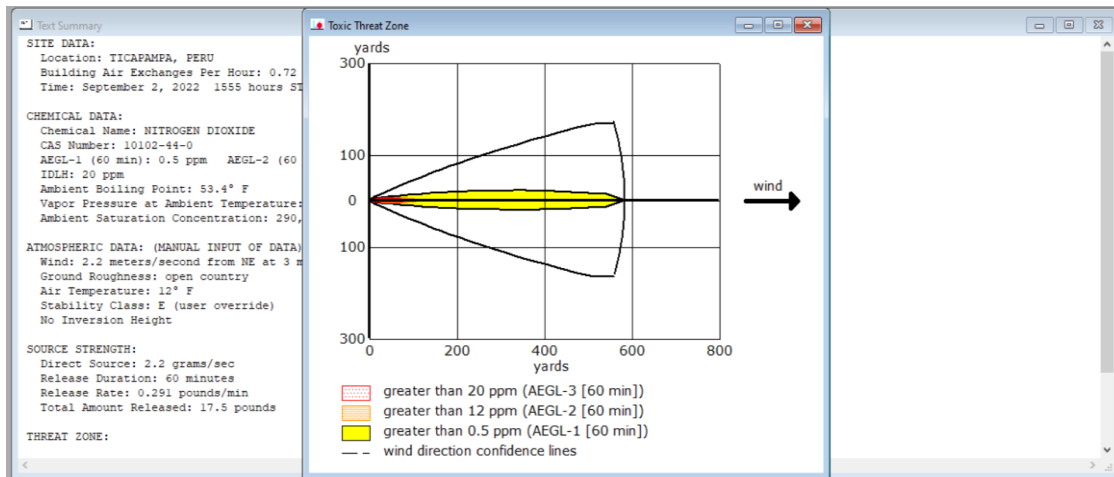 Text Summary
SITE DATA:
Location: TICAPAMPA, PERU
Building Air Exchanges Per Hour: 0.72
Time: September 2, 2022 1555 hours ST
CHEMICAL DATA:
Chemical Name: NITROGEN DIOXIDE
CAS Number: 10102-44-0
AEGL-1 (60 min): 0.5 ppm AEGL-2 (60
IDLH: 20 ppm
Ambient Boiling Point: 53.4° F
Vapor Pressure at Ambient Temperature:
Ambient Saturation Concentration: 290,
ATMOSPHERIC DATA: (MANUAL INPUT OF DATA)
Wind: 2.2 meters/second from NE at 3 m
Ground Roughness: open country
Air Temperature: 12° F
Stability Class: E (user override)
No Inversion Height
SOURCE STRENGTH:
Direct Source: 2.2 grams/sec
Release Duration: 60 minutes
Release Rate: 0.291 pounds/min
Total Amount Released: 17.5 pounds
THREAT ZONE:
Toxic Threat Zone
yards
300
100
0
100
300
0 200 400 600 800
yards
wind
greater than 20 ppm (AEGL-3 [60 min])
greater than 12 ppm (AEGL-2 [60 min])
greater than 0.5 ppm (AEGL-1 [60 min])
wind direction confidence lines